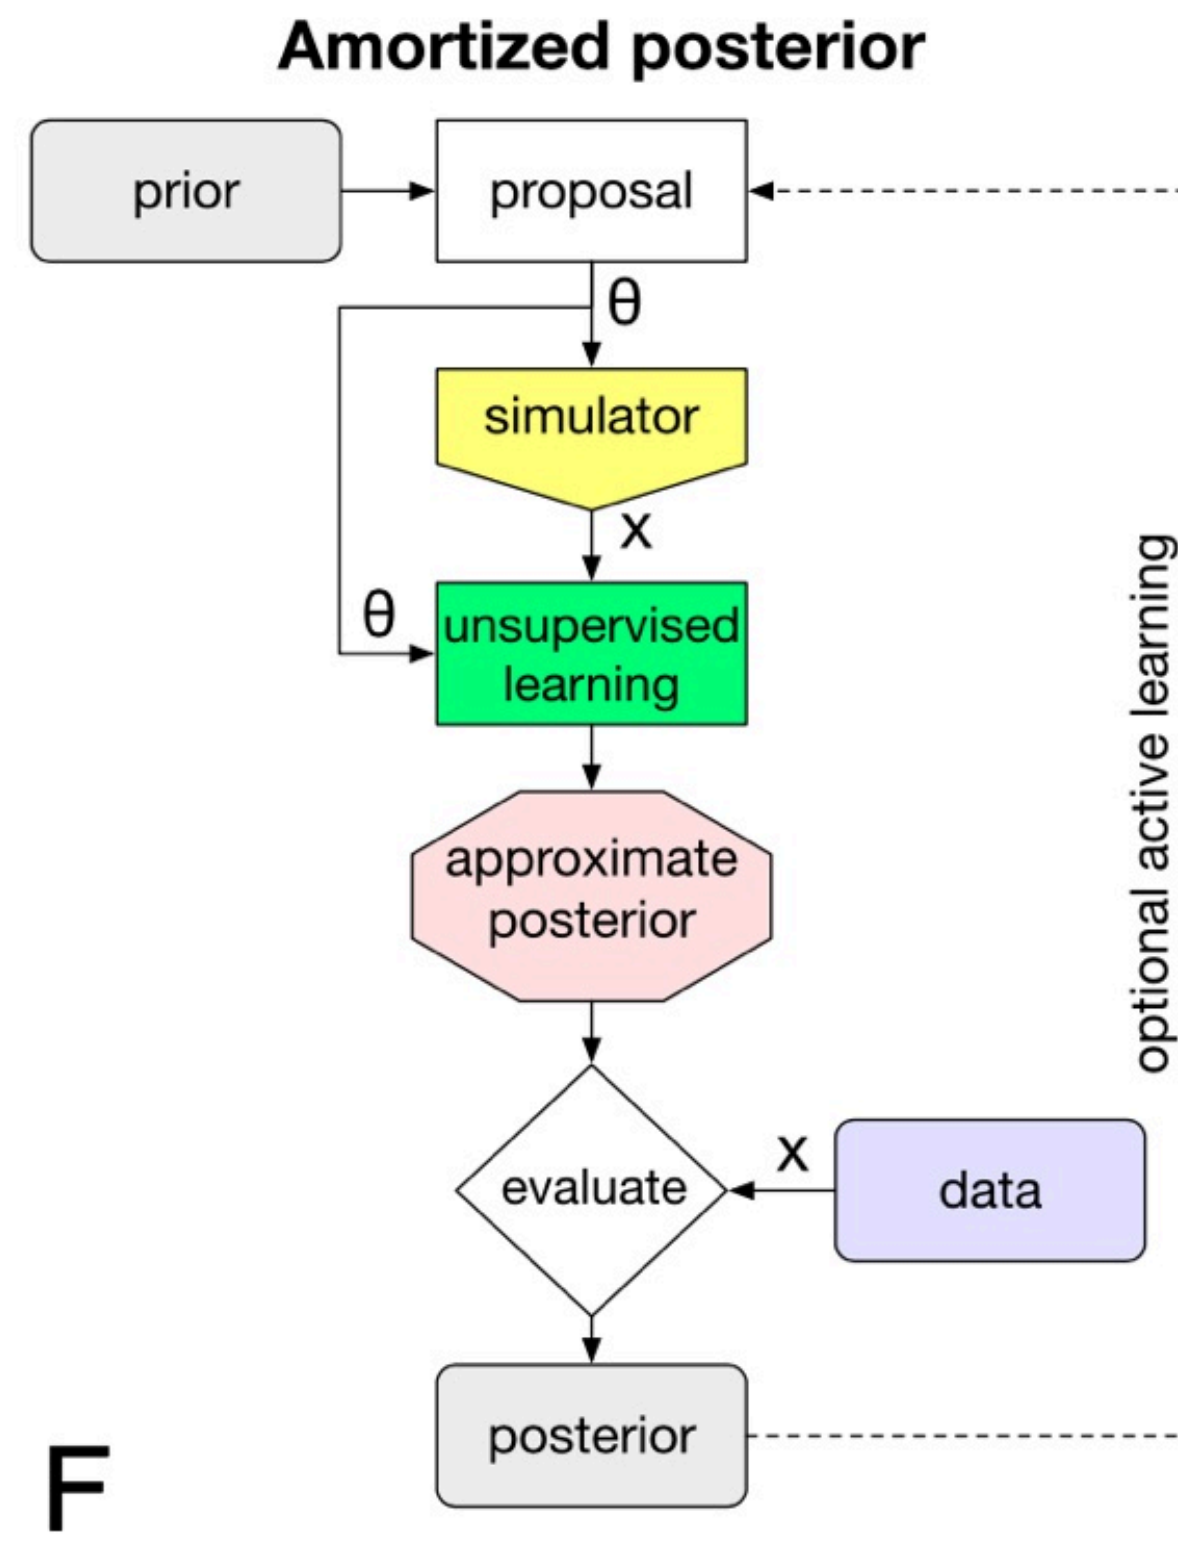 Amortized posterior
prior
proposal
θ
simulator
x
θ
unsupervised
learning
approximate
posterior
optional active learning
evaluate
x
data
posterior
F